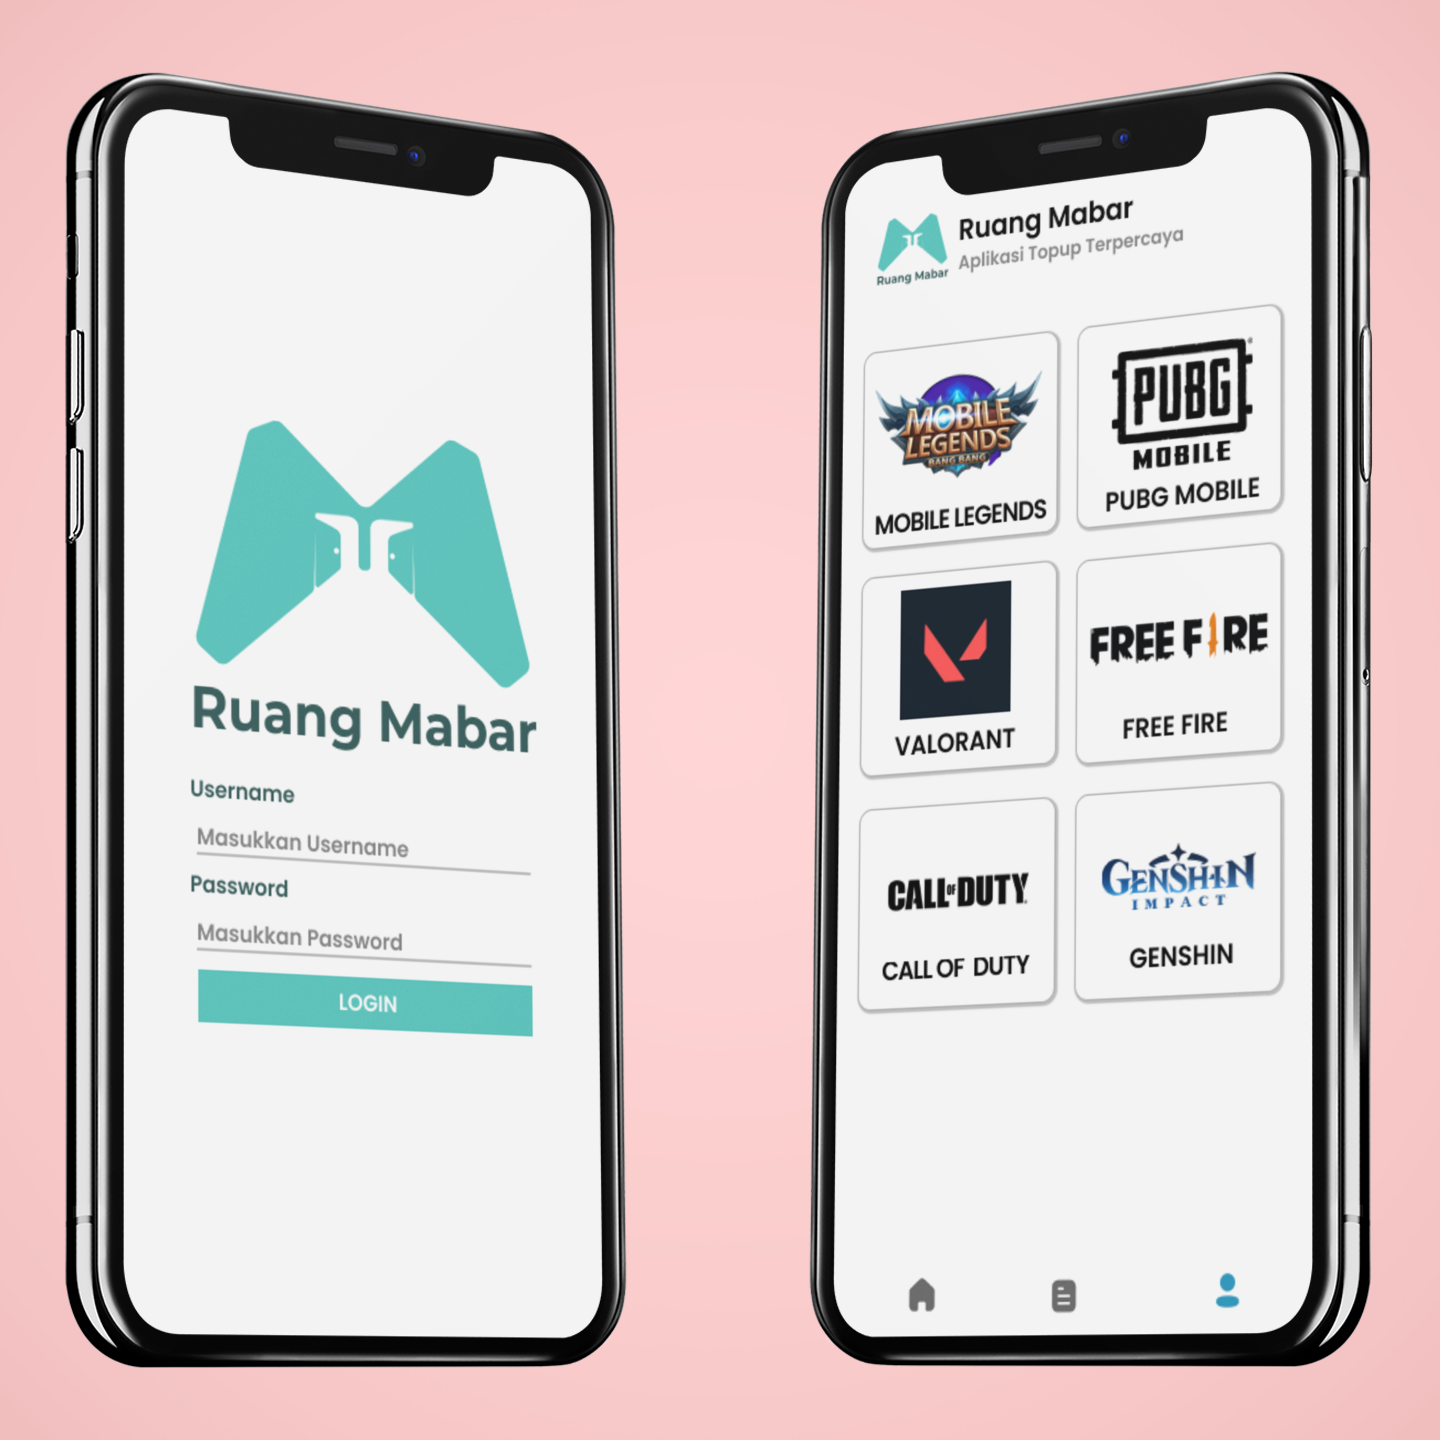 Ruang Mabar
Username
Masukkan Username
Password
Masukkan Password
LOGIN
Ruang Mabar
Ruang Mabar
Aplikasi Topup Terpercaya
MOBILE
LEGENDS
BANG BANG
MOBILE LEGENDS
PUBG
MOBILE
PUBG MOBILE
VALORANT
FREE FIRE
FREE FIRE
CALL OF DUTY
CALL OF DUTY
GENSHIN
IMPACT
GENSHIN